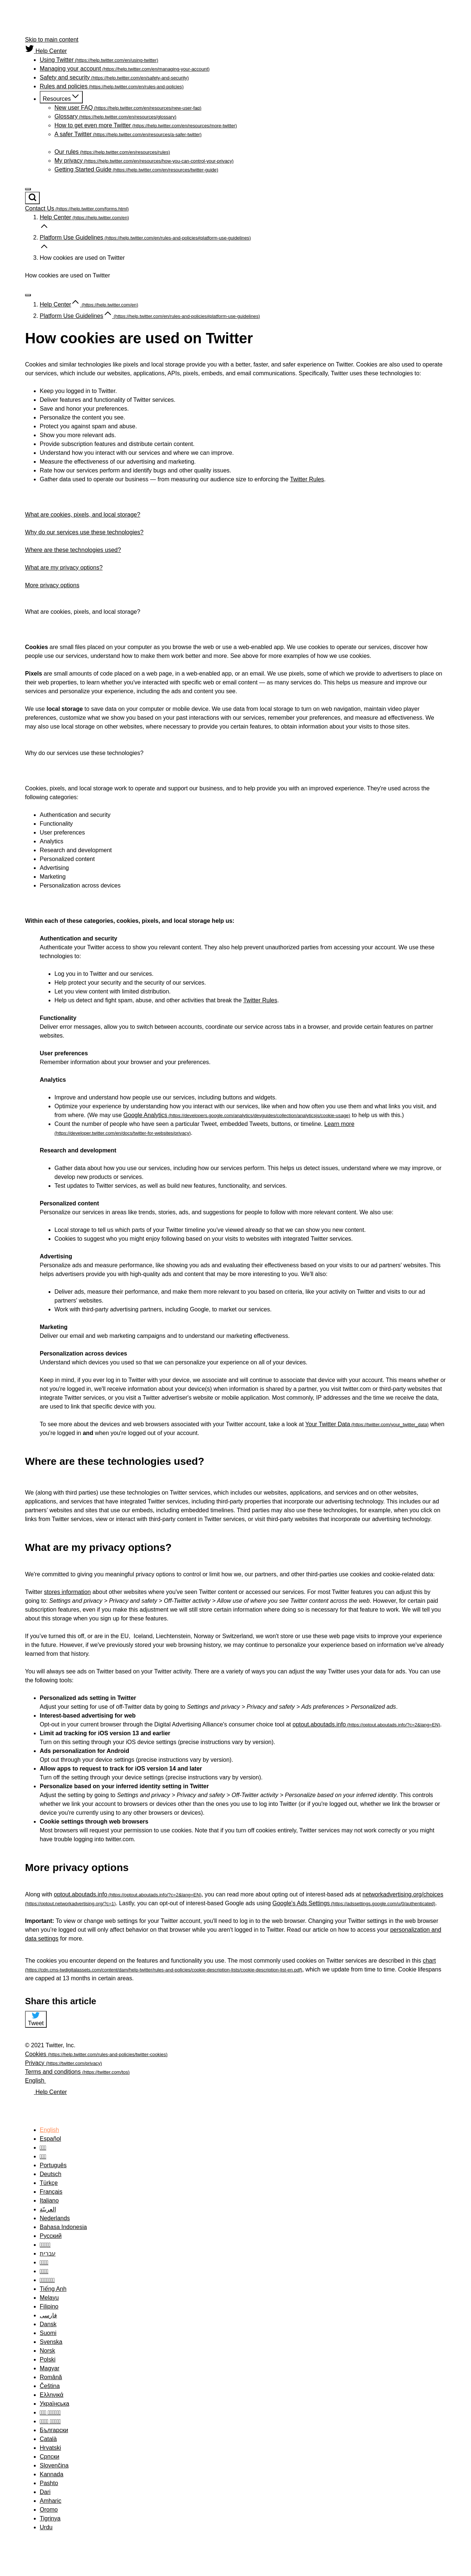 Skip to main content
Help Center
Using Twitter (https://help.twitter.com/en/using-twitter)
Managing your account (https://help.twitter.com/en/managing-your-account)
Safety and security (https://help.twitter.com/en/safety-and-security)
Rules and policies (https://help.twitter.com/en/rules-and-policies)
Resources
New user FAQ (https://help.twitter.com/en/resources/new-user-faq)
Glossary (https://help.twitter.com/en/resources/glossary)
How to get even more Twitter (https://help.twitter.com/en/resources/more-twitter)
A safer Twitter (https://help.twitter.com/en/resources/a-safer-twitter)
Our rules (https://help.twitter.com/en/resources/rules)
My privacy (https://help.twitter.com/en/resources/how-you-can-control-your-privacy)
Getting Started Guide (https://help.twitter.com/en/resources/twitter-guide)
Contact Us (https://help.twitter.com/forms.html)
1. Help Center (https://help.twitter.com/en)
2. Platform Use Guidelines (https://help.twitter.com/en/rules-and-policies#platform-use-guidelines)
3. How cookies are used on Twitter
How cookies are used on Twitter
1. Help Center (https://help.twitter.com/en)
2. Platform Use Guidelines (https://help.twitter.com/en/rules-and-policies#platform-use-guidelines)
How cookies are used on Twitter
Cookies and similar technologies like pixels and local storage provide you with a better, faster, and safer experience on Twitter. Cookies are also used to operate
our services, which include our websites, applications, APIs, pixels, embeds, and email communications. Specifically, Twitter uses these technologies to:
Keep you logged in to Twitter.
Deliver features and functionality of Twitter services.
Save and honor your preferences.
Personalize the content you see.
Protect you against spam and abuse.
Show you more relevant ads.
Provide subscription features and distribute certain content.
Understand how you interact with our services and where we can improve.
Measure the effectiveness of our advertising and marketing.
Rate how our services perform and identify bugs and other quality issues.
Gather data used to operate our business — from measuring our audience size to enforcing the Twitter Rules.
What are cookies, pixels, and local storage?
Why do our services use these technologies?
Where are these technologies used?
What are my privacy options?
More privacy options
What are cookies, pixels, and local storage?
Cookies are small files placed on your computer as you browse the web or use a web-enabled app. We use cookies to operate our services, discover how
people use our services, understand how to make them work better and more. See above for more examples of how we use cookies.
Pixels are small amounts of code placed on a web page, in a web-enabled app, or an email. We use pixels, some of which we provide to advertisers to place on
their web properties, to learn whether you've interacted with specific web or email content — as many services do. This helps us measure and improve our
services and personalize your experience, including the ads and content you see.
We use local storage to save data on your computer or mobile device. We use data from local storage to turn on web navigation, maintain video player
preferences, customize what we show you based on your past interactions with our services, remember your preferences, and measure ad effectiveness. We
may also use local storage on other websites, where necessary to provide you certain features, to obtain information about your visits to those sites.
Why do our services use these technologies?
Cookies, pixels, and local storage work to operate and support our business, and to help provide you with an improved experience. They're used across the
following categories:
Authentication and security
Functionality
User preferences
Analytics
Research and development
Personalized content
Advertising
Marketing
Personalization across devices
Within each of these categories, cookies, pixels, and local storage help us:
Authentication and security
Authenticate your Twitter access to show you relevant content. They also help prevent unauthorized parties from accessing your account. We use these
technologies to:
Log you in to Twitter and our services.
Help protect your security and the security of our services.
Let you view content with limited distribution.
Help us detect and fight spam, abuse, and other activities that break the Twitter Rules.
Functionality
Deliver error messages, allow you to switch between accounts, coordinate our service across tabs in a browser, and provide certain features on partner
websites.
User preferences
Remember information about your browser and your preferences.
Analytics
Improve and understand how people use our services, including buttons and widgets.
Optimize your experience by understanding how you interact with our services, like when and how often you use them and what links you visit, and
from where. (We may use Google Analytics (https://developers.google.com/analytics/devguides/collection/analyticsjs/cookie-usage) to help us with this.)
Count the number of people who have seen a particular Tweet, embedded Tweets, buttons, or timeline. Learn more
(https://developer.twitter.com/en/docs/twitter-for-websites/privacy).
Research and development
Gather data about how you use our services, including how our services perform. This helps us detect issues, understand ways we may improve, or
develop new products or services.
Test updates to Twitter services, as well as build new features, functionality, and services.
Personalized content
Personalize our services in areas like trends, stories, ads, and suggestions for people to follow with more relevant content. We also use:
Local storage to tell us which parts of your Twitter timeline you've viewed already so that we can show you new content.
Cookies to suggest who you might enjoy following based on your visits to websites with integrated Twitter services.
Advertising
Personalize ads and measure performance, like showing you ads and evaluating their effectiveness based on your visits to our ad partners' websites. This
helps advertisers provide you with high-quality ads and content that may be more interesting to you. We'll also:
Deliver ads, measure their performance, and make them more relevant to you based on criteria, like your activity on Twitter and visits to our ad
partners' websites.
Work with third-party advertising partners, including Google, to market our services.
Marketing
Deliver our email and web marketing campaigns and to understand our marketing effectiveness.
Personalization across devices
Understand which devices you used so that we can personalize your experience on all of your devices.
Keep in mind, if you ever log in to Twitter with your device, we associate and will continue to associate that device with your account. This means whether or
not you're logged in, we'll receive information about your device(s) when information is shared by a partner, you visit twitter.com or third-party websites that
integrate Twitter services, or you visit a Twitter advertiser's website or mobile application. Most commonly, IP addresses and the time we receive the data,
are used to link that specific device with you.
To see more about the devices and web browsers associated with your Twitter account, take a look at Your Twitter Data (https://twitter.com/your_twitter_data) when
you're logged in and when you're logged out of your account.
Where are these technologies used?
We (along with third parties) use these technologies on Twitter services, which includes our websites, applications, and services and on other websites,
applications, and services that have integrated Twitter services, including third-party properties that incorporate our advertising technology. This includes our ad
partners' websites and sites that use our embeds, including embedded timelines. Third parties may also use these technologies, for example, when you click on
links from Twitter services, view or interact with third-party content in Twitter services, or visit third-party websites that incorporate our advertising technology.
What are my privacy options?
We're committed to giving you meaningful privacy options to control or limit how we, our partners, and other third-parties use cookies and cookie-related data:
Twitter stores information about other websites where you've seen Twitter content or accessed our services. For most Twitter features you can adjust this by
going to: Settings and privacy > Privacy and safety > Off-Twitter activity > Allow use of where you see Twitter content across the web. However, for certain paid
subscription features, even if you make this adjustment we will still store certain information where doing so is necessary for that feature to work. We will tell you
about this storage when you sign up for these features.
If you've turned this off, or are in the EU, Iceland, Liechtenstein, Norway or Switzerland, we won't store or use these web page visits to improve your experience
in the future. However, if we've previously stored your web browsing history, we may continue to personalize your experience based on information we've already
learned from that history.
You will always see ads on Twitter based on your Twitter activity. There are a variety of ways you can adjust the way Twitter uses your data for ads. You can use
the following tools:
Personalized ads setting in Twitter
Adjust your setting for use of off-Twitter data by going to Settings and privacy > Privacy and safety > Ads preferences > Personalized ads.
Interest-based advertising for web
Opt-out in your current browser through the Digital Advertising Alliance's consumer choice tool at optout.aboutads.info (https://optout.aboutads.info/?c=2&lang=EN).
Limit ad tracking for iOS version 13 and earlier
Turn on this setting through your iOS device settings (precise instructions vary by version).
Ads personalization for Android
Opt out through your device settings (precise instructions vary by version).
Allow apps to request to track for iOS version 14 and later
Turn off the setting through your device settings (precise instructions vary by version).
Personalize based on your inferred identity setting in Twitter
Adjust the setting by going to Settings and privacy > Privacy and safety > Off-Twitter activity > Personalize based on your inferred identity. This controls
whether we link your account to browsers or devices other than the ones you use to log into Twitter (or if you're logged out, whether we link the browser or
device you're currently using to any other browsers or devices).
Cookie settings through web browsers
Most browsers will request your permission to use cookies. Note that if you turn off cookies entirely, Twitter services may not work correctly or you might
have trouble logging into twitter.com.
More privacy options
Along with optout.aboutads.info (https://optout.aboutads.info/?c=2&lang=EN), you can read more about opting out of interest-based ads at networkadvertising.org/choices
(https://optout.networkadvertising.org/?c=1). Lastly, you can opt-out of interest-based Google ads using Google's Ads Settings (https://adssettings.google.com/u/0/authenticated).
Important: To view or change web settings for your Twitter account, you'll need to log in to the web browser. Changing your Twitter settings in the web browser
when you're logged out will only affect behavior on that browser while you aren't logged in to Twitter. Read our article on how to access your personalization and
data settings for more.
The cookies you encounter depend on the features and functionality you use. The most commonly used cookies on Twitter services are described in this chart
(https://cdn.cms-twdigitalassets.com/content/dam/help-twitter/rules-and-policies/cookie-description-lists/cookie-description-list-en.pdf), which we update from time to time. Cookie lifespans
are capped at 13 months in certain areas.
Share this article
Tweet
© 2021 Twitter, Inc.
Cookies (https://help.twitter.com/rules-and-policies/twitter-cookies)
Privacy (https://twitter.com/privacy)
Terms and conditions (https://twitter.com/tos)
English
Help Center
English
Español
Português
Deutsch
Türkçe
Français
Italiano
العربيّة
Nederlands
Bahasa Indonesia
Русский
עברית
Tiếng Anh
Melayu
Filipino
فارسی
Dansk
Suomi
Svenska
Norsk
Polski
Magyar
Română
Čeština
Ελληνικά
Українська
Български
Català
Hrvatski
Српски
Slovenčina
Kannada
Pashto
Dari
Amharic
Oromo
Tigrinya
Urdu